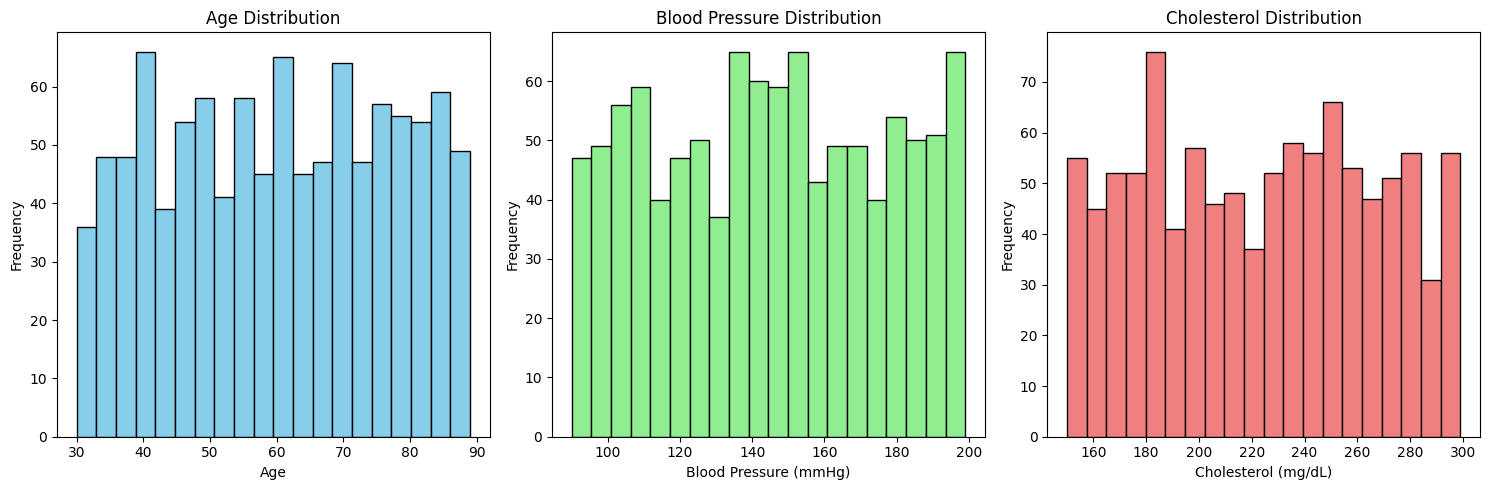 Age Distribution
60
50
40
30
20
10
0
Frequency
30 40 50 60 70 80 90
Age
Blood Pressure Distribution
60
50
40
30
20
10
0
Frequency
100 120 140 160 180 200
Blood Pressure (mmHg)
Cholesterol Distribution
70
60
50
40
30
20
10
0
Frequency
160 180 200 220 240 260 280 300
Cholesterol (mg/dL)